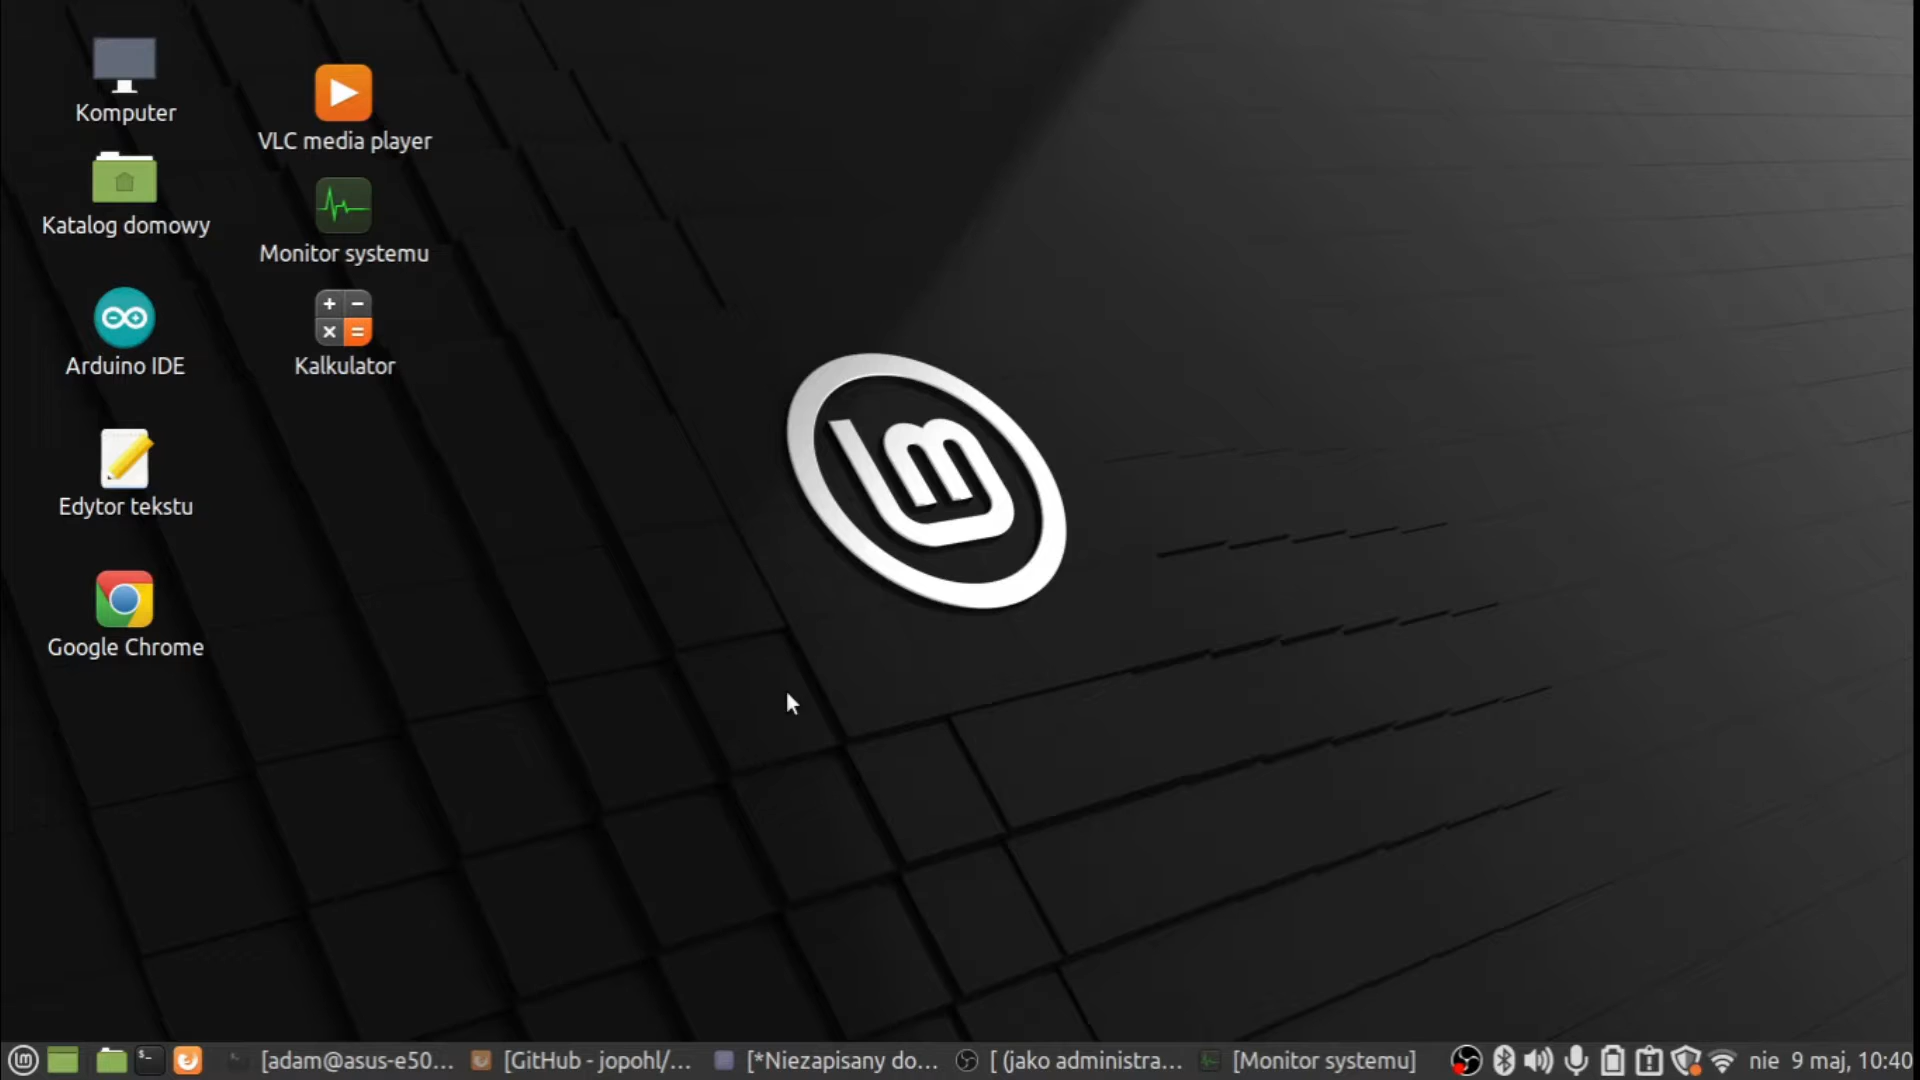 Komputer
VLC media player
Katalog domowy
Monitor systemu
Arduino IDE
Kalkulator
Edytor tekstu
Google Chrome
[adam@asus-e50... [GitHub - jopohl/... [*Niezapisany do... [ (jako administra... [Monitor systemu] nie 9 maj, 10:40